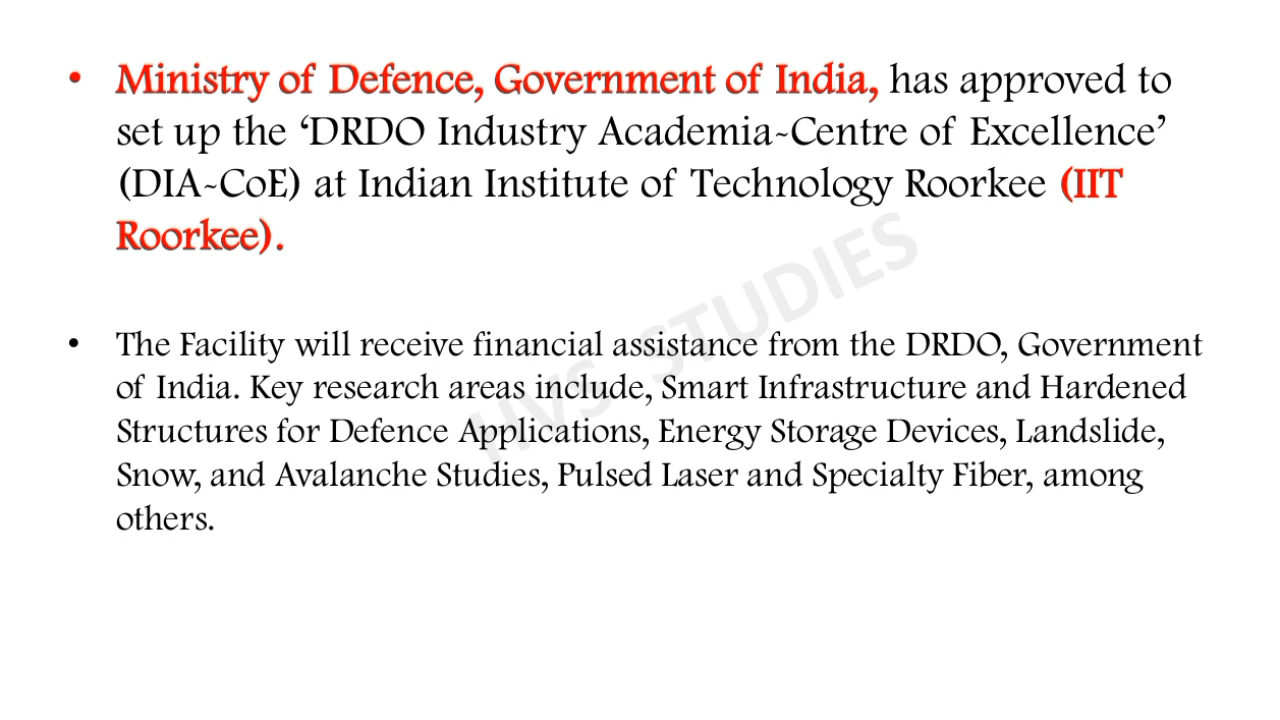 • Ministry of Defence, Government of India, has approved to
set up the ‘DRDO Industry Academia-Centre of Excellence’
(DIA-CoE) at Indian Institute of Technology Roorkee (IIT
Roorkee).
• The Facility will receive financial assistance from the DRDO, Government
of India. Key research areas include, Smart Infrastructure and Hardened
Structures for Defence Applications, Energy Storage Devices, Landslide,
Snow, and Avalanche Studies, Pulsed Laser and Specialty Fiber, among
others.
HVS STUDIES